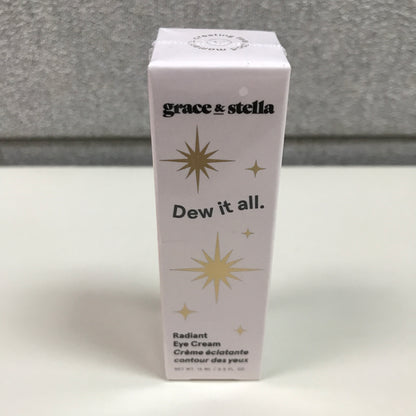 grace & stella
Dew it all.
Radiant
Eye Cream
Crème éclatante
contour des yeux